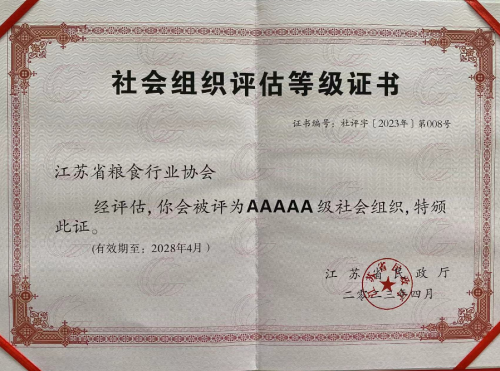 社会组织评估等级证书
证书编号：社评字［2023年］第008号
江苏省粮食行业协会
经评估，你会被评为AAAAA级社会组织，特颁
此证。
(有效期至：2028年4月)
江苏省民政厅
二〇二三年四月